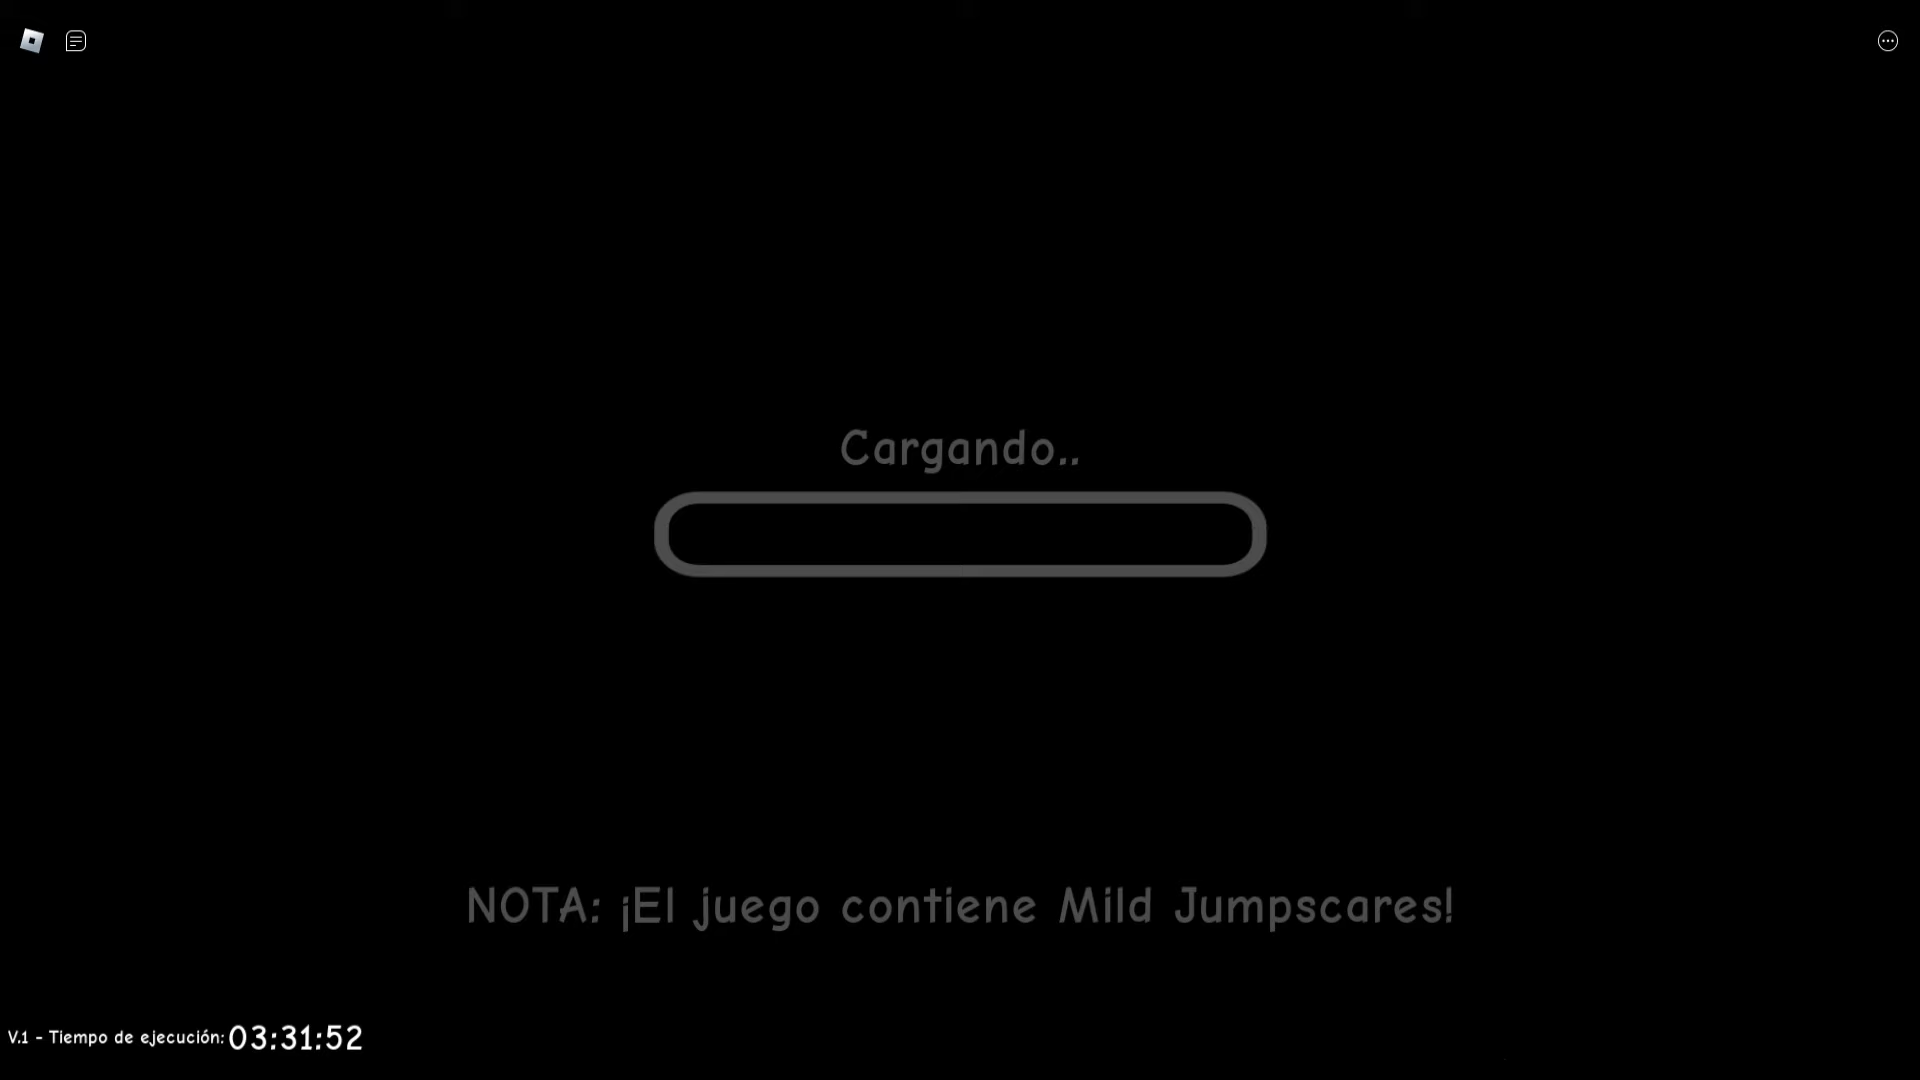 Cargando..
NOTA: ¡El juego contiene Mild Jumpscares!
V.1 - Tiempo de ejecución: 03:31:52